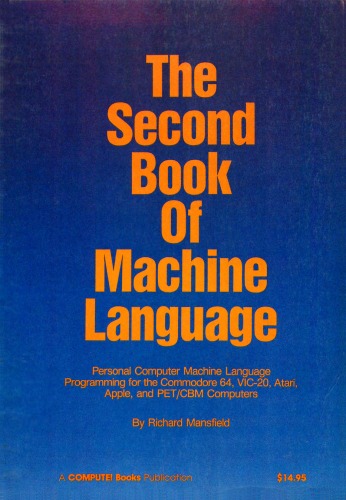 The
Second
Book
Of
Machine
Language
Personal Computer Machine Language
Programming for the Commodore 64, VIC-20, Atari,
Apple, and PET/CBM Computers
By Richard Mansfield
A COMPUTE! Books Publication $14.95